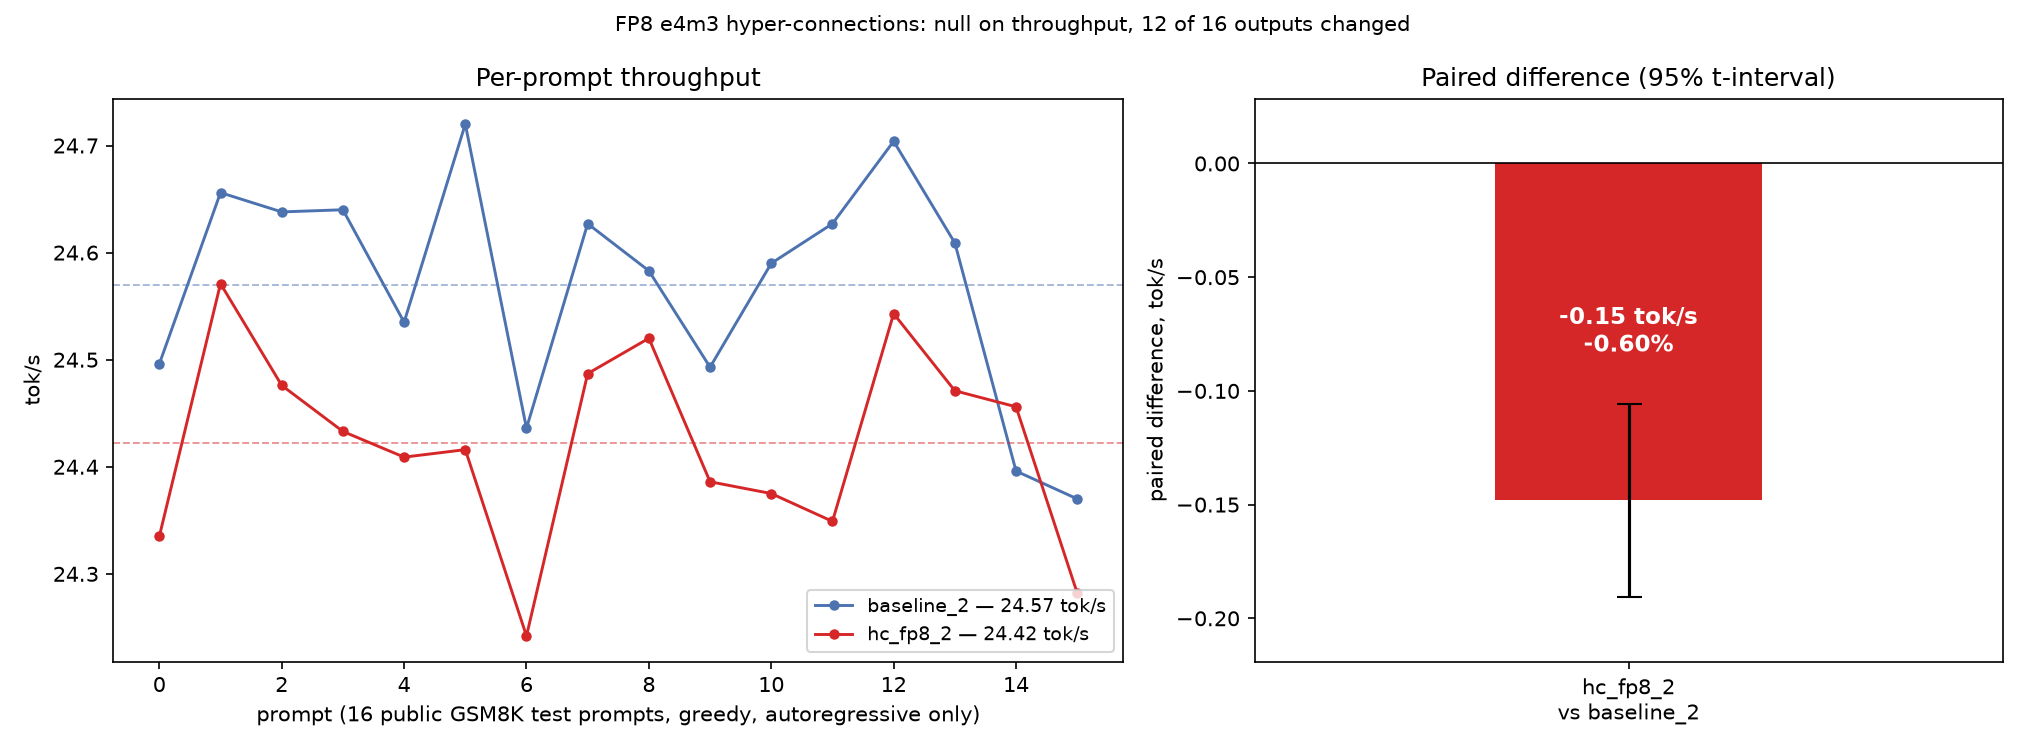 FP8 e4m3 hyper-connections: null on throughput, 12 of 16 outputs changed
Per-prompt throughput
tok/s
24.7
24.6
24.5
24.4
24.3
0 2 4 6 8 10 12 14
prompt (16 public GSM8K test prompts, greedy, autoregressive only)
baseline_2 — 24.57 tok/s
hc_fp8_2 — 24.42 tok/s
Paired difference (95% t-interval)
paired difference, tok/s
0.00
−0.05
−0.10
−0.15
−0.20
-0.15 tok/s
-0.60%
hc_fp8_2
vs baseline_2